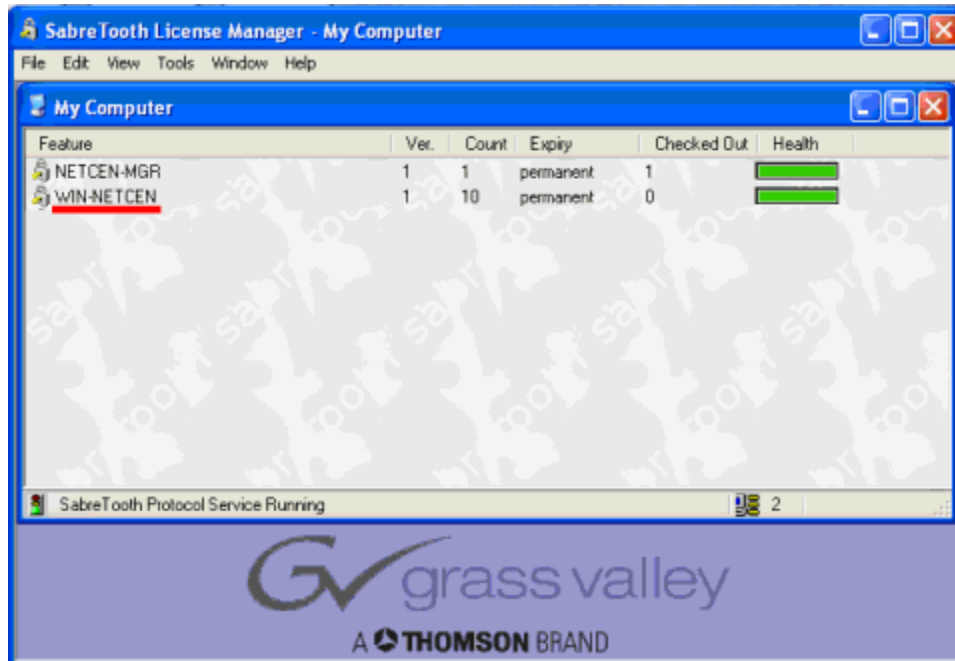 SabreTooth License Manager - My Computer
File Edit View Tools Window Help
My Computer
Feature Ver. Count Expiry Checked Out Health
NETCEN-MGR 1 1 permanent 1
WIN-NETCEN 1 10 permanent 0
SabreTooth Protocol Service Running 2
GV grass valley
A THOMSON BRAND